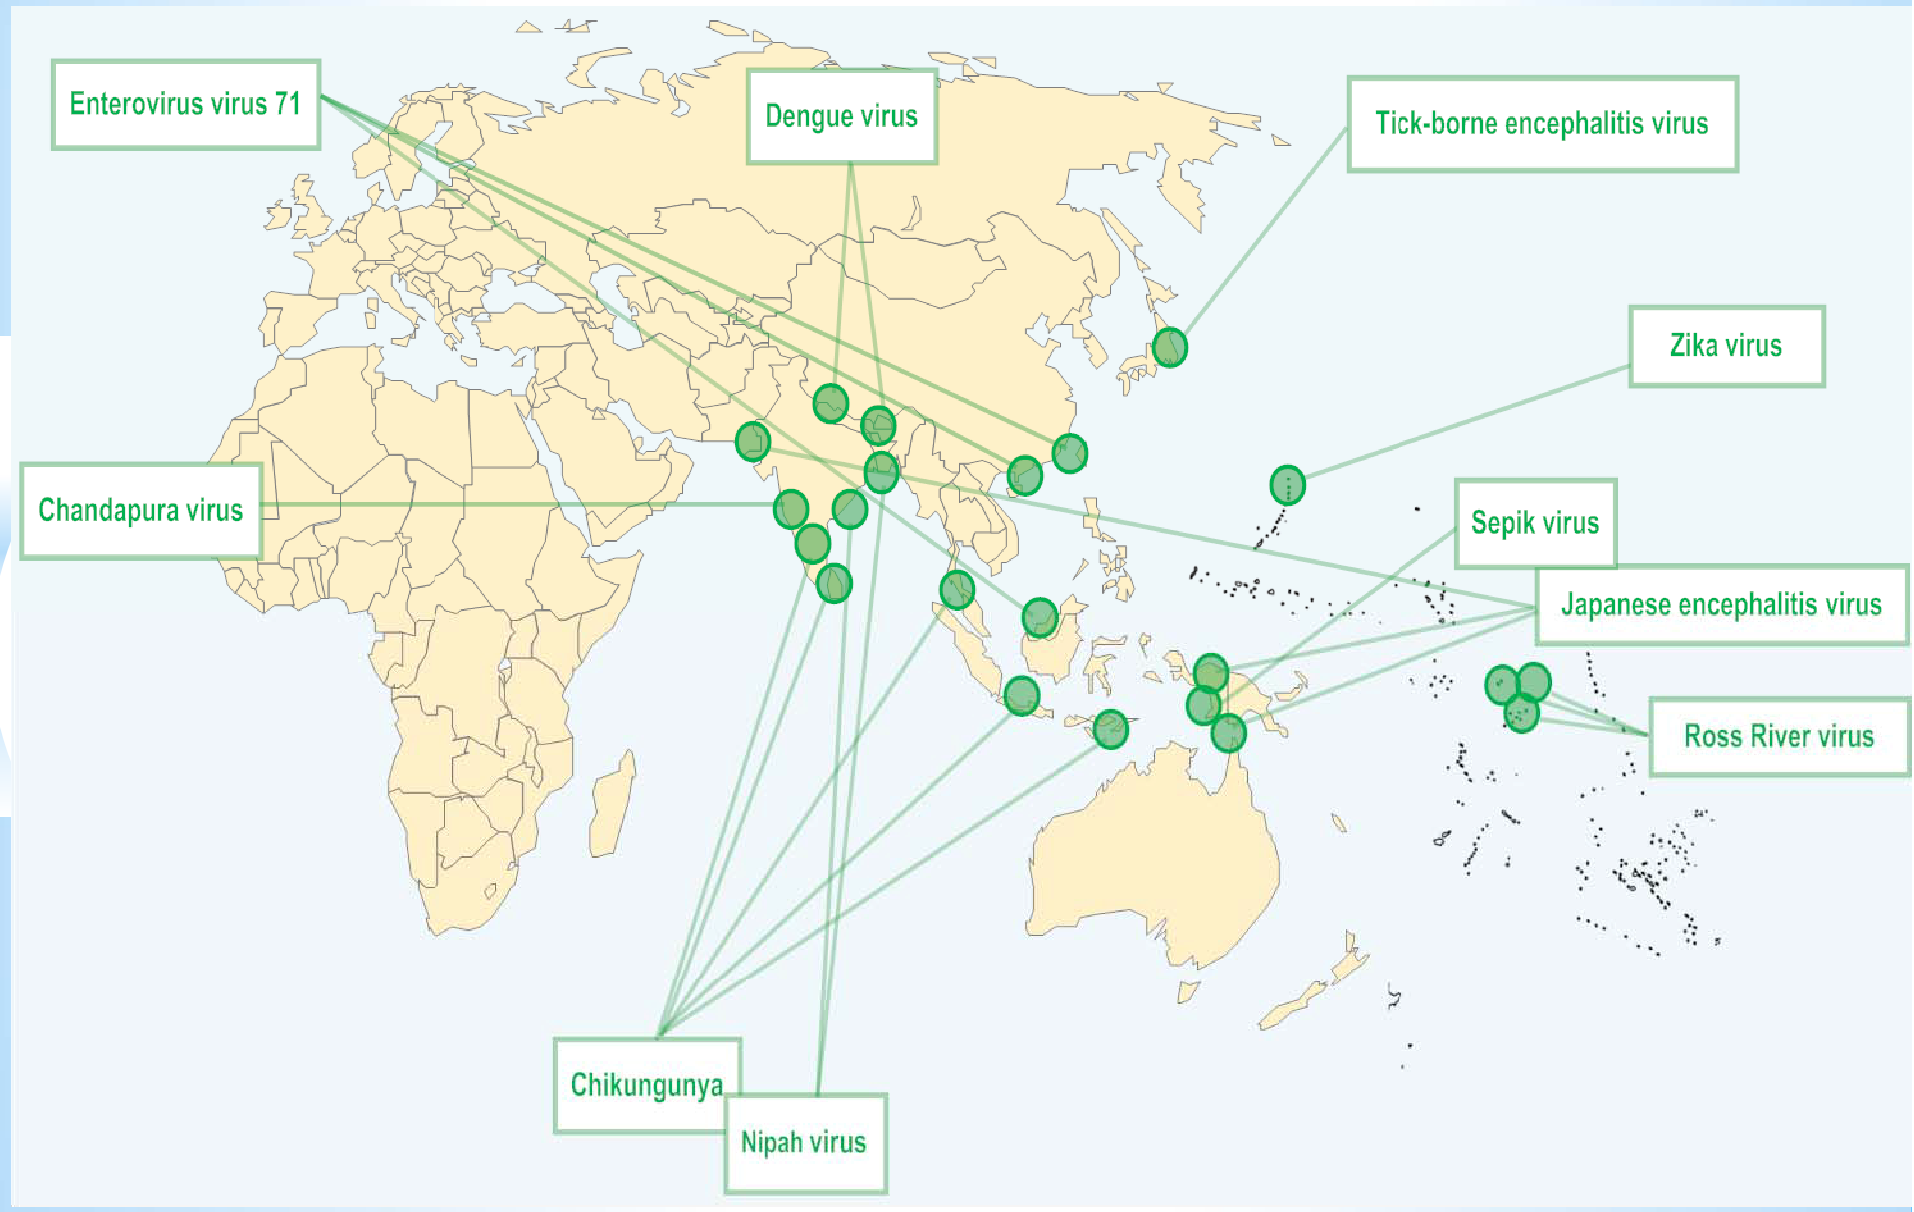 Enterovirus virus 71
Dengue virus
Tick-borne encephalitis virus
Zika virus
Chandapura virus
Sepik virus
Japanese encephalitis virus
Ross River virus
Chikungunya
Nipah virus